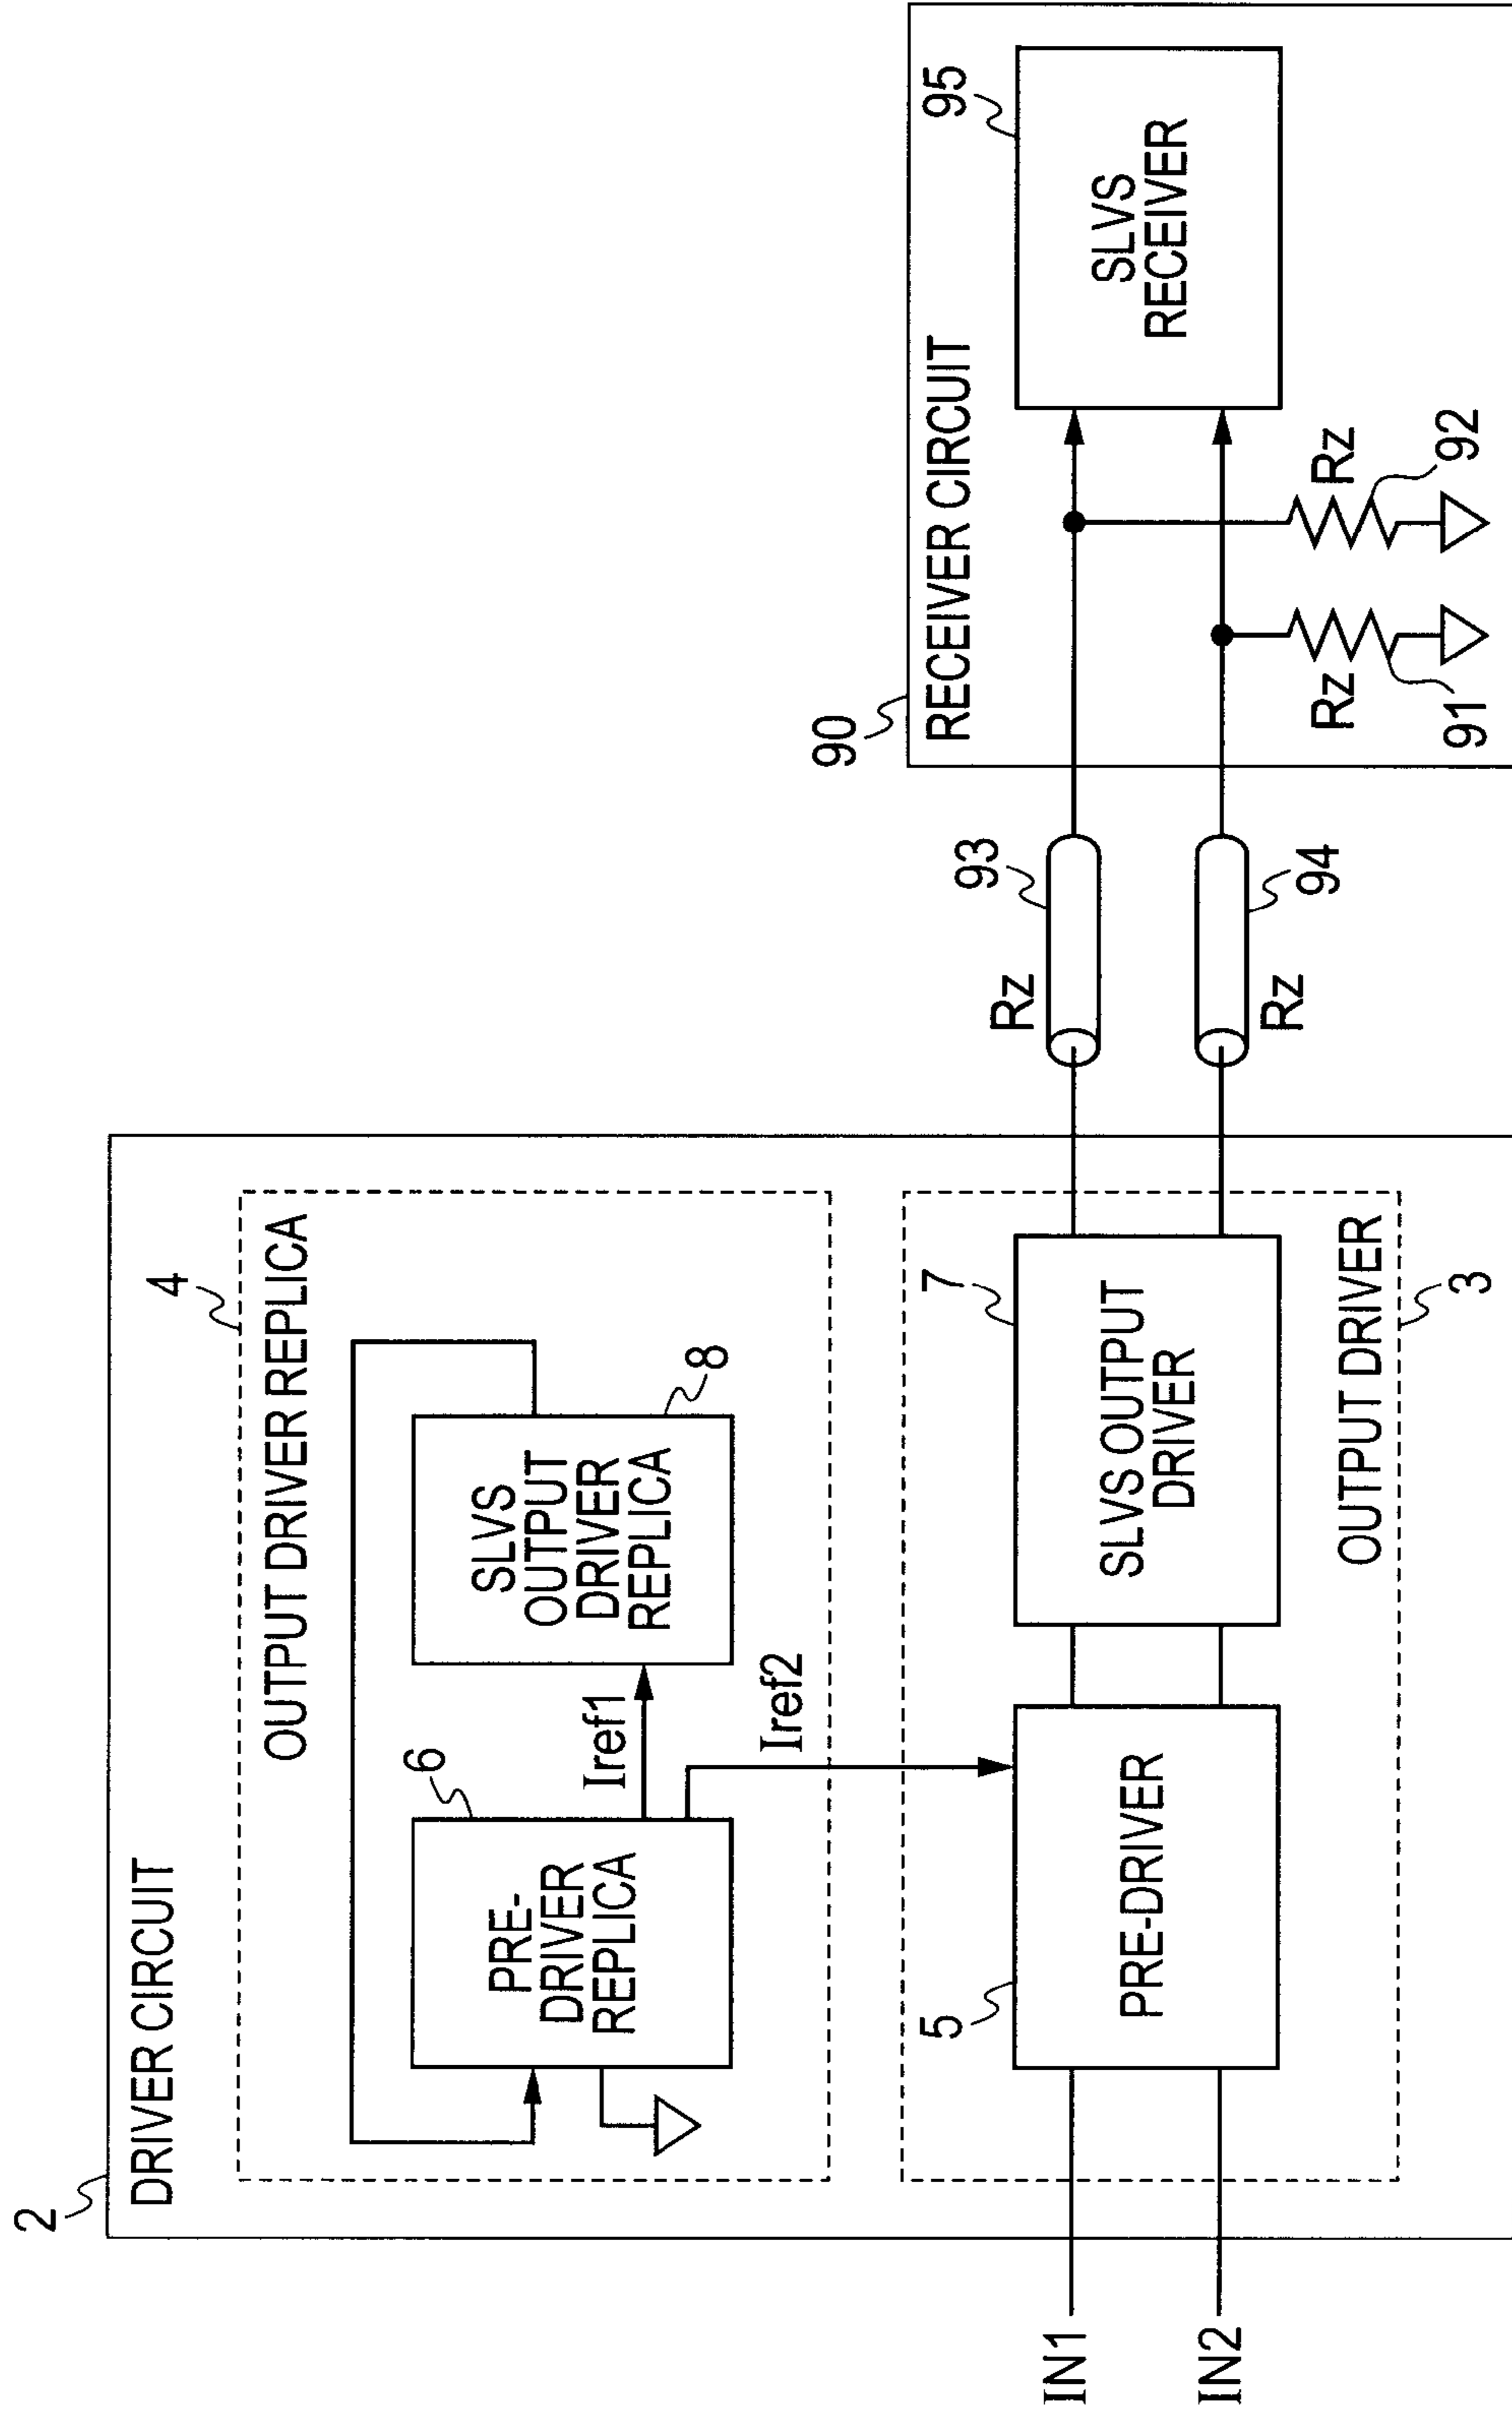 2
DRIVER CIRCUIT
4
OUTPUT DRIVER REPLICA
6
PRE-
DRIVER
REPLICA
Iref1
SLVS
OUTPUT
DRIVER
REPLICA
8
Iref2
IN1
IN2
5
PRE-DRIVER
7
SLVS OUTPUT
DRIVER
OUTPUT DRIVER
3
Rz
93
Rz
94
90
RECEIVER CIRCUIT
95
SLVS
RECEIVER
Rz
91
Rz
92